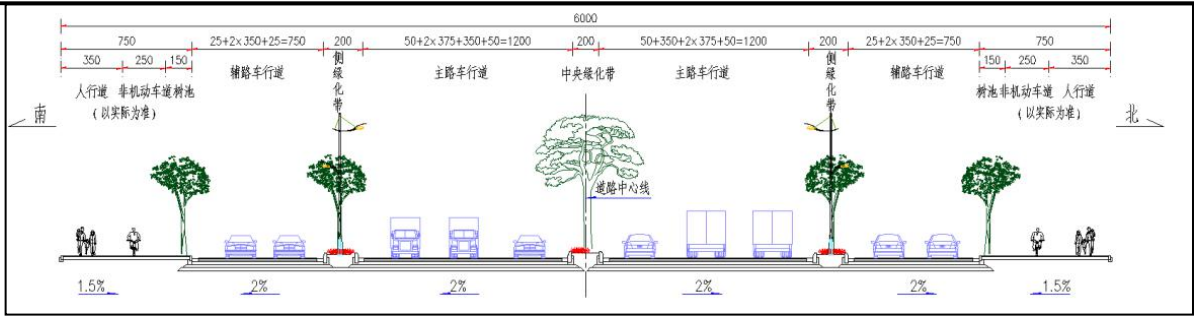 6000
750 25+2×350+25=750 200 50+2×375+350+50=1200 200 50+350+2×375+50=1200 200 25+2×350+25=750 750
350 250 150 辅路车行道 侧绿化带 主路车行道 中央绿化带 主路车行道 侧绿化带 辅路车行道 150 250 350
人行道 非机动车道 树池 树池 非机动车道 人行道
(以实际为准) (以实际为准)
南 北
道路中心线
1.5% 2% 2% 2% 2% 1.5%